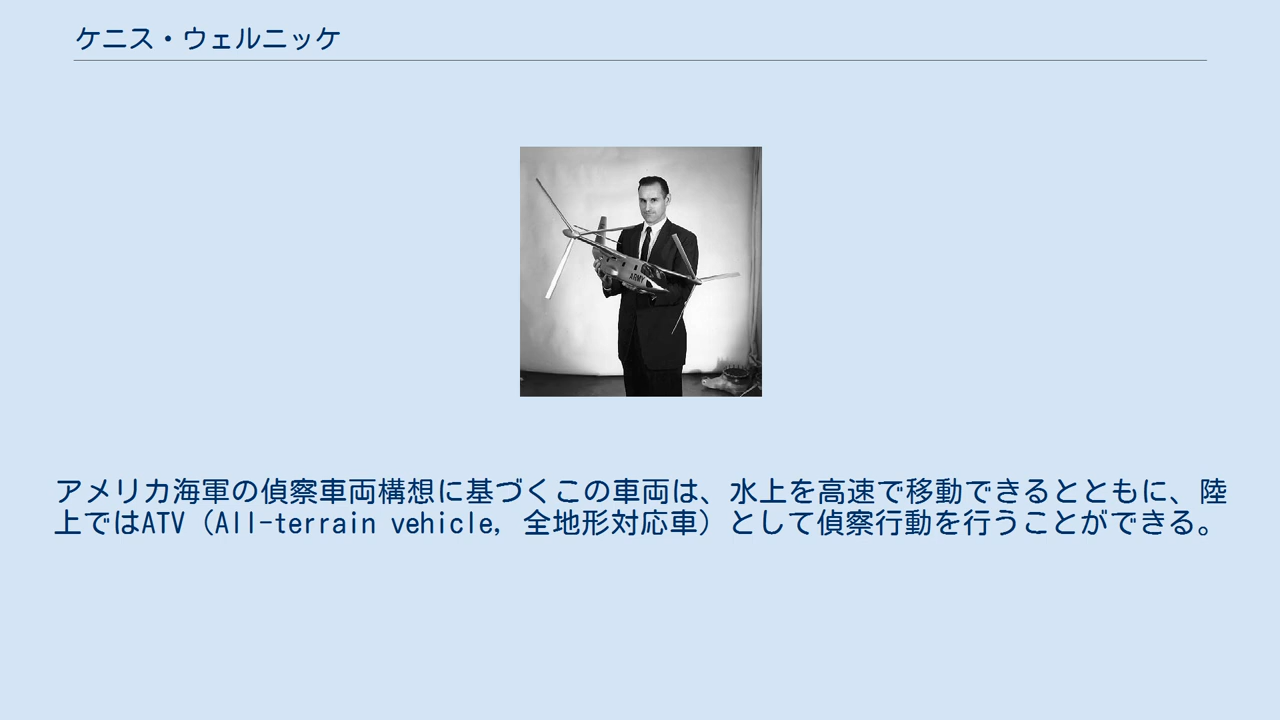 ケニス・ウェルニッケ
ARMY
アメリカ海軍の偵察車両構想に基づくこの車両は、水上を高速で移動できるとともに、陸
上ではATV（All-terrain vehicle, 全地形対応車）として偵察行動を行うことができる。